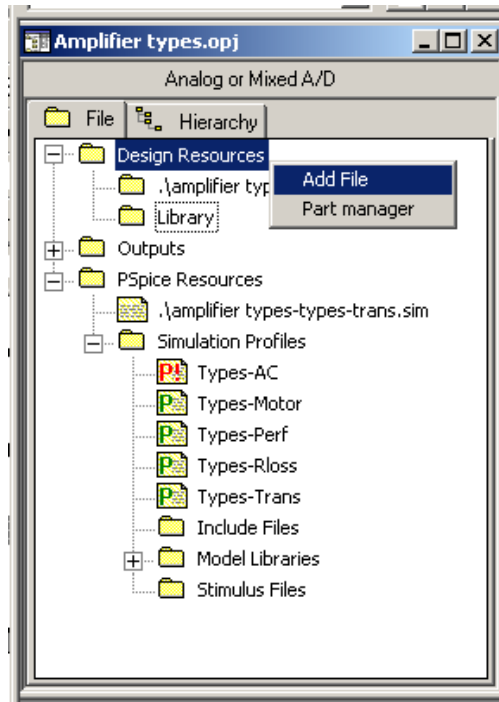 Amplifier types.opj
Analog or Mixed A/D
File Hierarchy
Design Resources
.\amplifier typ
Add File
Library
Part manager
Outputs
PSpice Resources
.\amplifier types-types-trans.sim
Simulation Profiles
Types-AC
Types-Motor
Types-Perf
Types-Rloss
Types-Trans
Include Files
Model Libraries
Stimulus Files